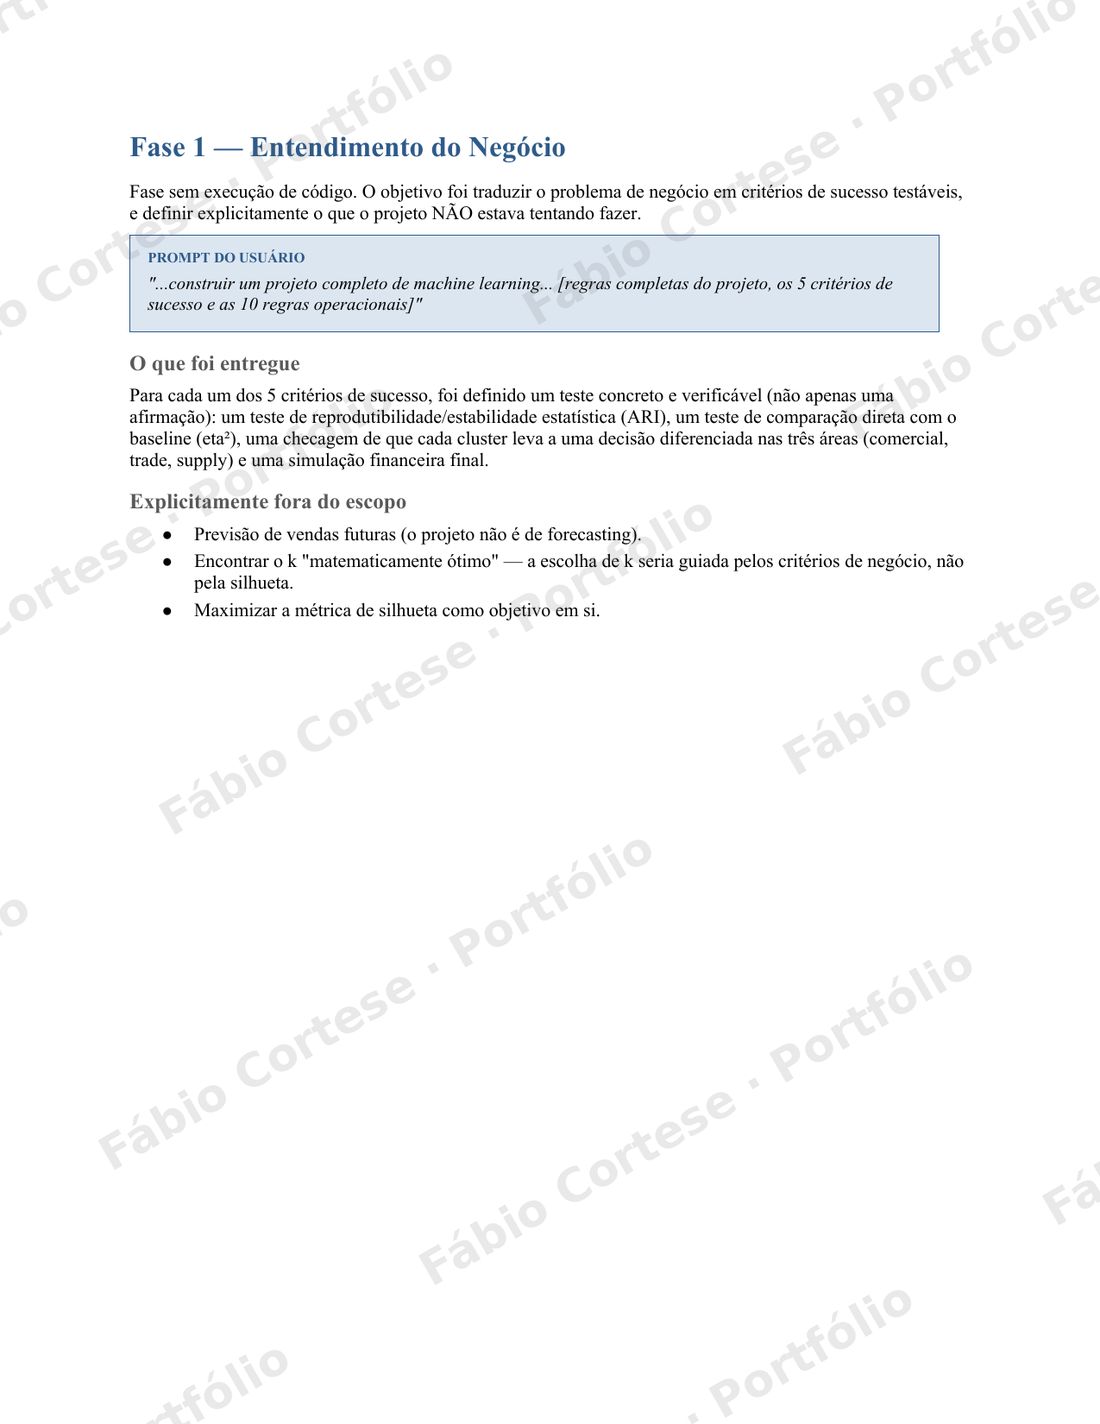 Fase 1 — Entendimento do Negócio
Fase sem execução de código. O objetivo foi traduzir o problema de negócio em critérios de sucesso testáveis,
e definir explicitamente o que o projeto NÃO estava tentando fazer.
PROMPT DO USUÁRIO
"...construir um projeto completo de machine learning... [regras completas do projeto, os 5 critérios de
sucesso e as 10 regras operacionais]"
O que foi entregue
Para cada um dos 5 critérios de sucesso, foi definido um teste concreto e verificável (não apenas uma
afirmação): um teste de reprodutibilidade/estabilidade estatística (ARI), um teste de comparação direta com o
baseline (eta²), uma checagem de que cada cluster leva a uma decisão diferenciada nas três áreas (comercial,
trade, supply) e uma simulação financeira final.
Explicitamente fora do escopo
● Previsão de vendas futuras (o projeto não é de forecasting).
● Encontrar o k "matematicamente ótimo" — a escolha de k seria guiada pelos critérios de negócio, não
pela silhueta.
● Maximizar a métrica de silhueta como objetivo em si.
Fábio Cortese · Portfólio
Fábio Cortese · Portfólio
Fábio Cortese · Portfólio
Fábio Cortese · Portfólio
Fábio Cortese · Portfólio